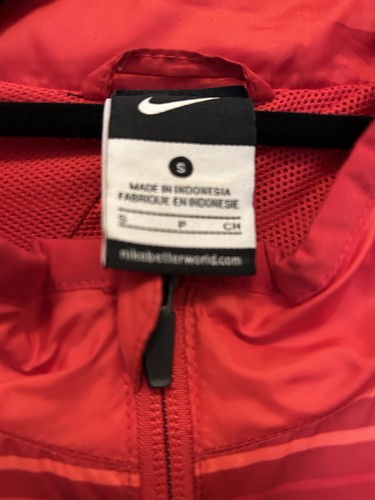 S
MADE IN INDONESIA
FABRIQUE EN INDONESIE
S P CH
nikebetterworld.com